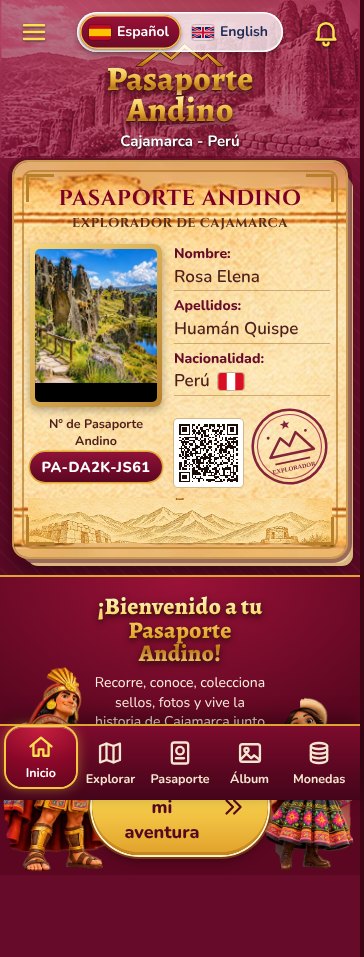 Español English
Pasaporte
Andino
Cajamarca - Perú
PASAPORTE ANDINO
EXPLORADOR DE CAJAMARCA
Nombre:
Rosa Elena
Apellidos:
Huamán Quispe
Nacionalidad:
Perú
N° de Pasaporte
Andino
PA-DA2K-JS61
EXPLORADOR
¡Bienvenido a tu
Pasaporte
Andino!
Recorre, conoce, colecciona
sellos, fotos y vive la
historia de Cajamarca junto
Inicio Explorar Pasaporte Álbum Monedas
mi
aventura